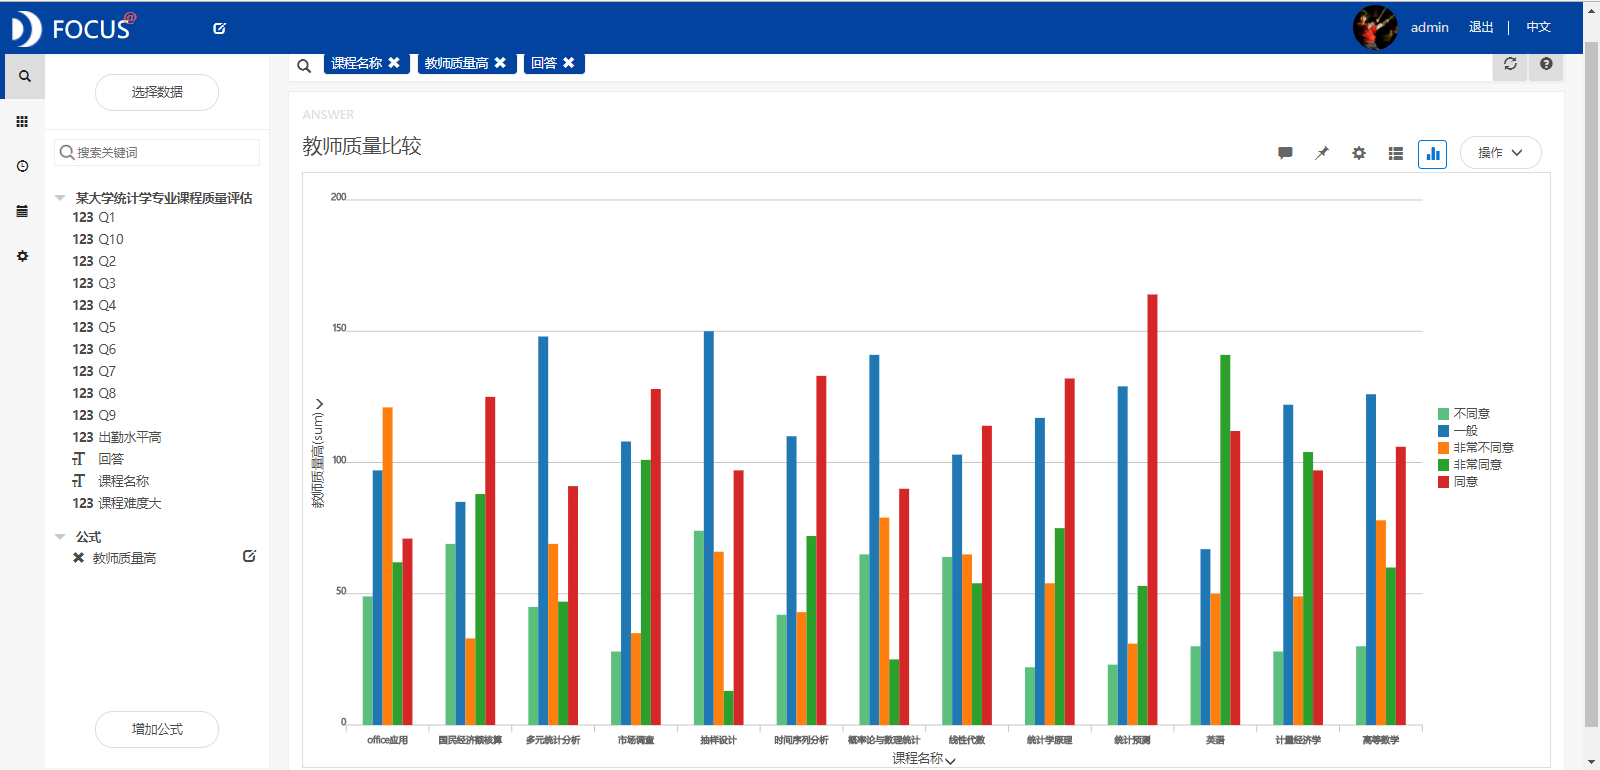 FOCUS@
admin 退出 | 中文
选择数据
课程名称 ✖ 教师质量高 ✖ 回答 ✖
搜索关键词
某大学统计学专业课程质量评估
123 Q1
123 Q10
123 Q2
123 Q3
123 Q4
123 Q5
123 Q6
123 Q7
123 Q8
123 Q9
123 出勤水平高
回答
课程名称
123 课程难度大
公式
✖ 教师质量高
增加公式
ANSWER
教师质量比较
操作
200
150
100
50
0
教师质量高(sum)
office应用 国民经济额核算 多元统计分析 市场调查 抽样设计 时间序列分析 概率论与数理统计 线性代数 统计学原理 统计预测 英语 计量经济学 高等数学
课程名称
不同意
一般
非常不同意
非常同意
同意